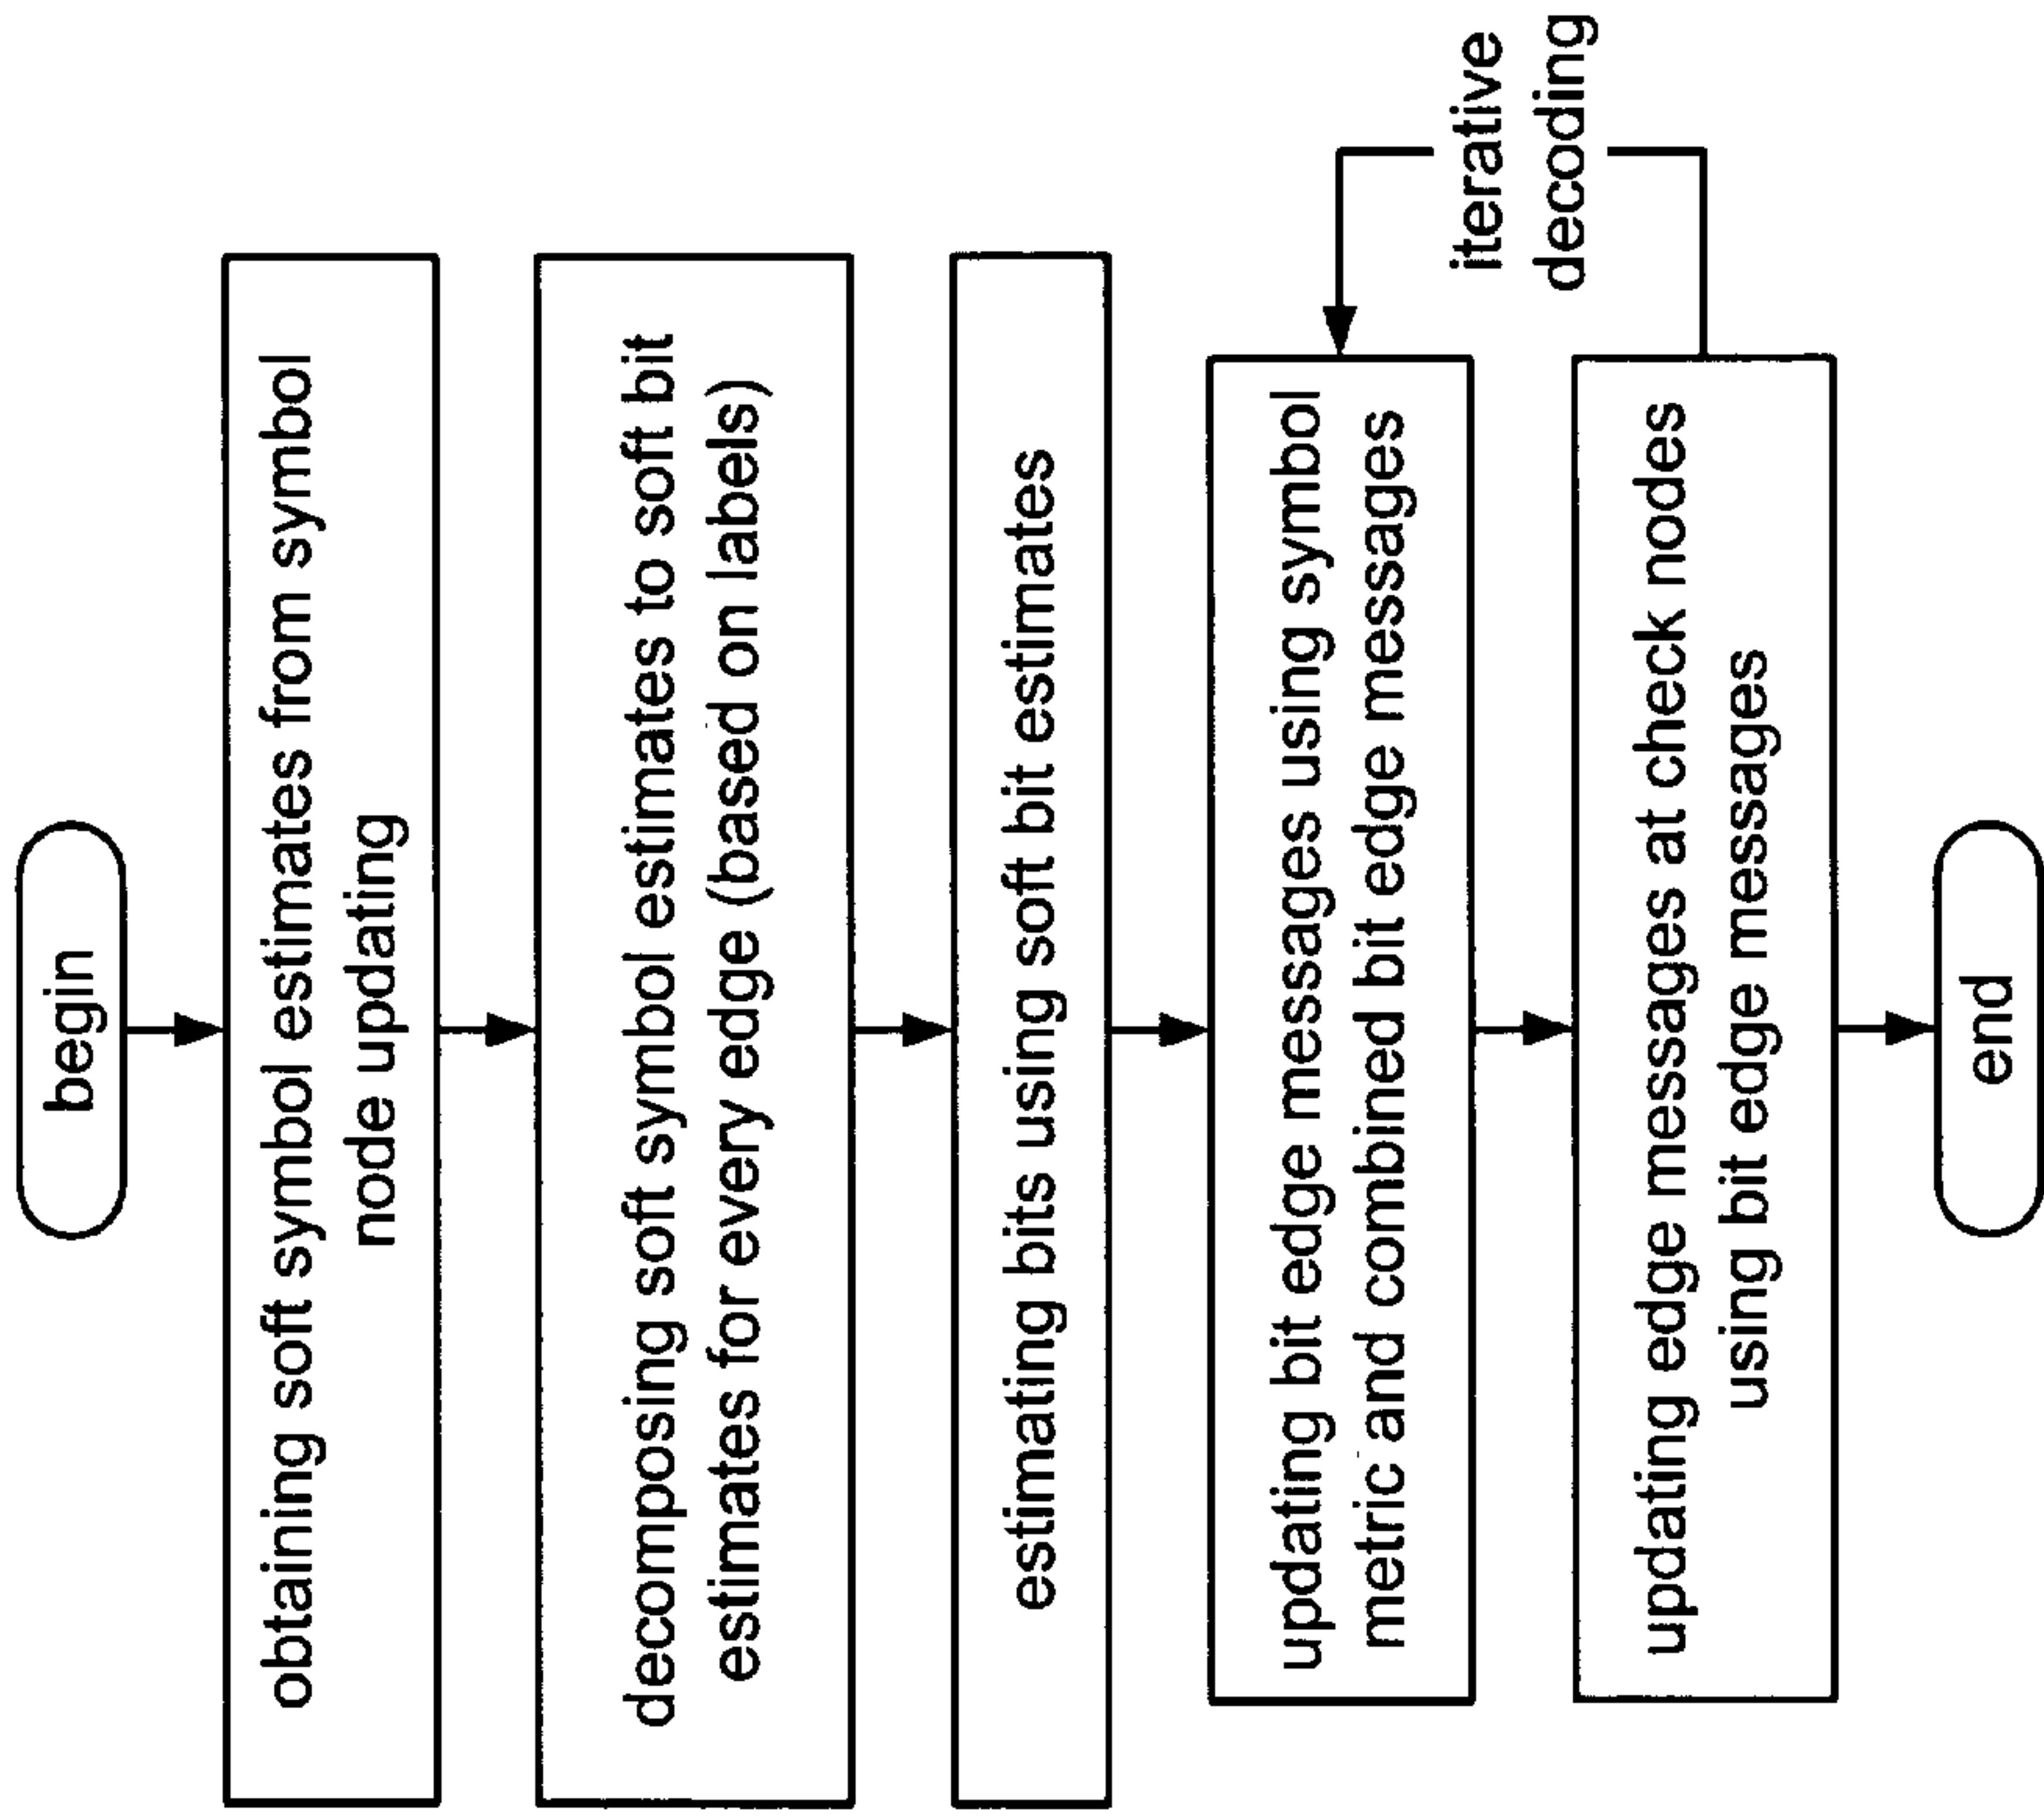 begin
obtaining soft symbol estimates from symbol
node updating
decomposing soft symbol estimates to soft bit
estimates for every edge (based on labels)
estimating bits using soft bit estimates
updating bit edge messages using symbol
metric and combined bit edge messages
updating edge messages at check nodes
using bit edge messages
iterative
decoding
end